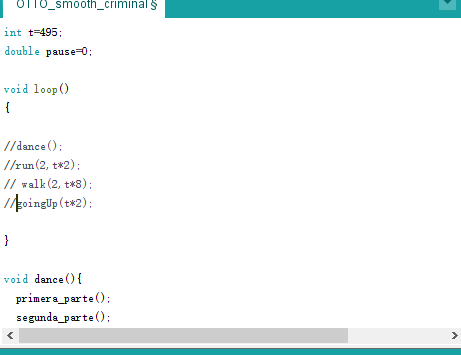 OTTO_smooth_criminal §
int t=495;
double pause=0;
void loop()
{
//dance();
//run(2,t*2);
// walk(2,t*8);
//goingUp(t*2);
}
void dance(){
primera_parte();
segunda_parte();